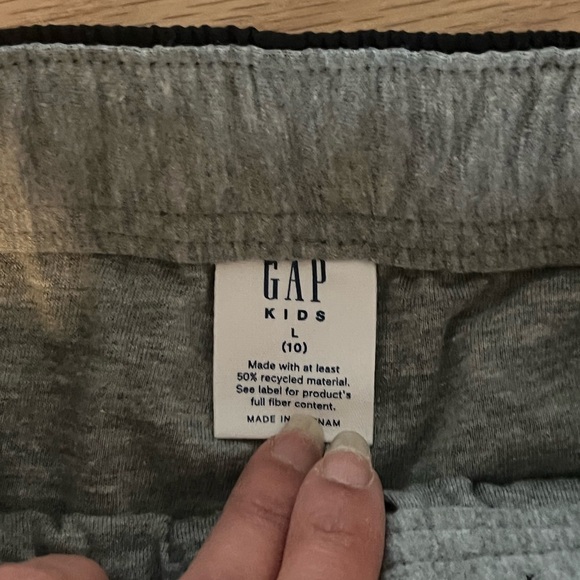 GAP
KIDS
L
(10)
Made with at least
50% recycled material.
See label for product's
full fiber content.
MADE IN